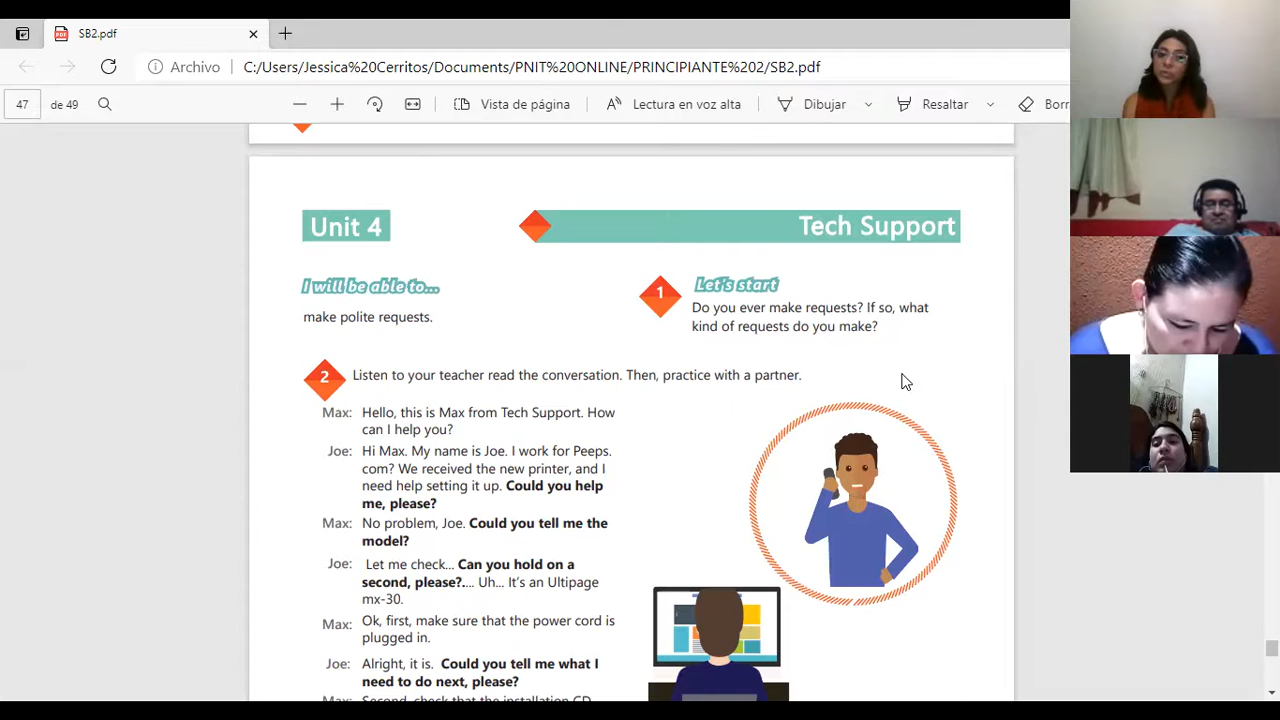 SB2.pdf
Archivo C:/Users/Jessica%20Cerritos/Documents/PNIT%20ONLINE/PRINCIPIANTE%202/SB2.pdf
47 de 49 Vista de página Lectura en voz alta Dibujar Resaltar Borr
Unit 4 Tech Support
I will be able to...
make polite requests.
1 Let's start
Do you ever make requests? If so, what
kind of requests do you make?
2 Listen to your teacher read the conversation. Then, practice with a partner.
Max: Hello, this is Max from Tech Support. How
can I help you?
Joe: Hi Max. My name is Joe. I work for Peeps.
com? We received the new printer, and I
need help setting it up. Could you help
me, please?
Max: No problem, Joe. Could you tell me the
model?
Joe: Let me check... Can you hold on a
second, please?.... Uh... It's an Ultipage
mx-30.
Max: Ok, first, make sure that the power cord is
plugged in.
Joe: Alright, it is. Could you tell me what I
need to do next, please?
Max: Second, check that the installation CD